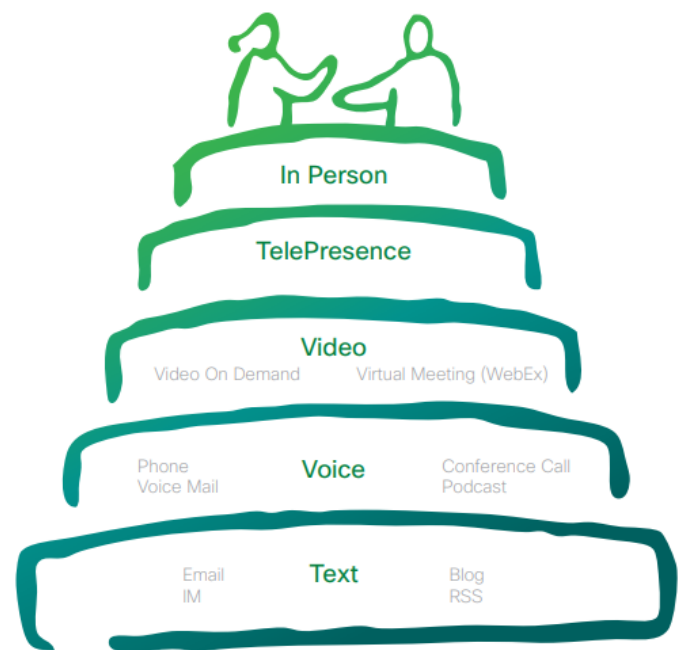 In Person
TelePresence
Video
Video On Demand Virtual Meeting (WebEx)
Phone Voice Conference Call
Voice Mail Podcast
Email Text Blog
IM RSS